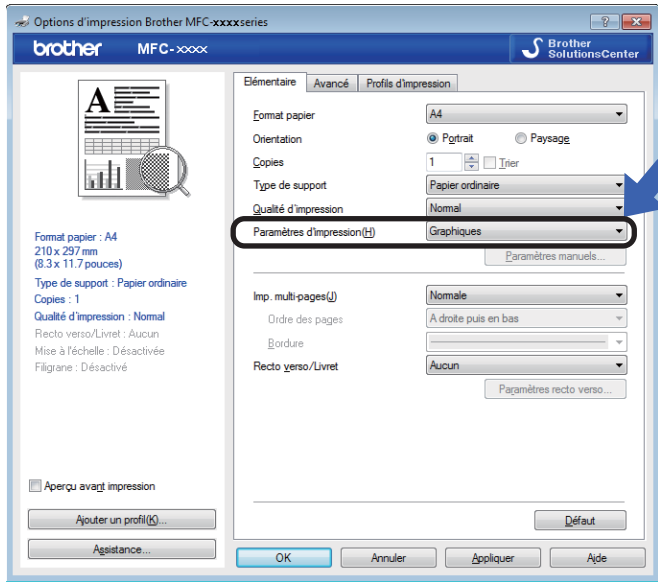 Options d'impression Brother MFC-xxxxseries
brother MFC-xxxx
Brother
SolutionsCenter
A
Format papier : A4
210 x 297 mm
(8.3 x 11.7 pouces)
Type de support : Papier ordinaire
Copies : 1
Qualité d'impression : Normal
Recto verso/Livret : Aucun
Mise à l'échelle : Désactivée
Filigrane : Désactivé
Aperçu avant impression
Ajouter un profil(K)...
Assistance...
Elémentaire Avancé Profils d'impression
Format papier A4
Orientation Portrait Paysage
Copies 1 Trier
Type de support Papier ordinaire
Qualité d'impression Normal
Paramètres d'impression(H) Graphiques
Paramètres manuels...
Imp. multi-pages(J) Normale
Ordre des pages A droite puis en bas
Bordure
Recto verso/Livret Aucun
Paramètres recto verso...
Défaut
OK Annuler Appliquer Aide